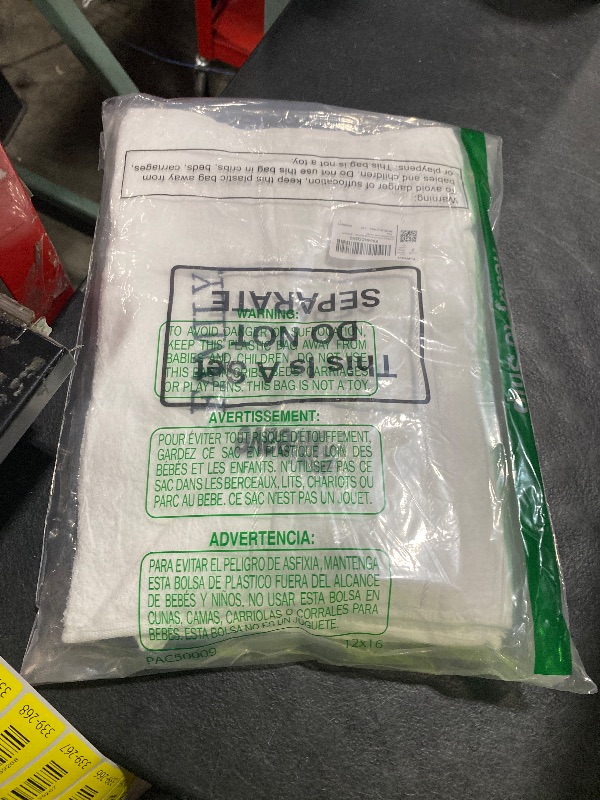 Warning:
To avoid danger of suffocation, keep this plastic bag away from
babies and children. Do not use this bag in cribs, beds, carriages,
or playpens. This bag is not a toy.
This Is A Set
DO NOT
SEPARATE
WARNING:
TO AVOID DANGER OF SUFFOCATION,
KEEP THIS PLASTIC BAG AWAY FROM
BABIES AND CHILDREN. DO NOT USE
THIS BAG IN CRIBS, BEDS, CARRIAGES
OR PLAY PENS. THIS BAG IS NOT A TOY.
AVERTISSEMENT:
POUR ÉVITER TOUT RISQUE D'ÉTOUFFEMENT,
GARDEZ CE SAC EN PLASTIQUE LOIN DES
BÉBÉS ET LES ENFANTS. N'UTILISEZ PAS CE
SAC DANS LES BERCEAUX, LITS, CHARIOTS OU
PARC AU BEBE. CE SAC N'EST PAS UN JOUET.
ADVERTENCIA:
PARA EVITAR EL PELIGRO DE ASFIXIA, MANTENGA
ESTA BOLSA DE PLASTICO FUERA DEL ALCANCE
DE BEBÉS Y NIÑOS. NO USAR ESTA BOLSA EN
CUNAS, CAMAS, CARRIOLAS O CORRALES PARA
BEBÉS. ESTA BOLSA NO ES UN JUGUETE.
PAC50009
12x16
339-268
339-267
339-266